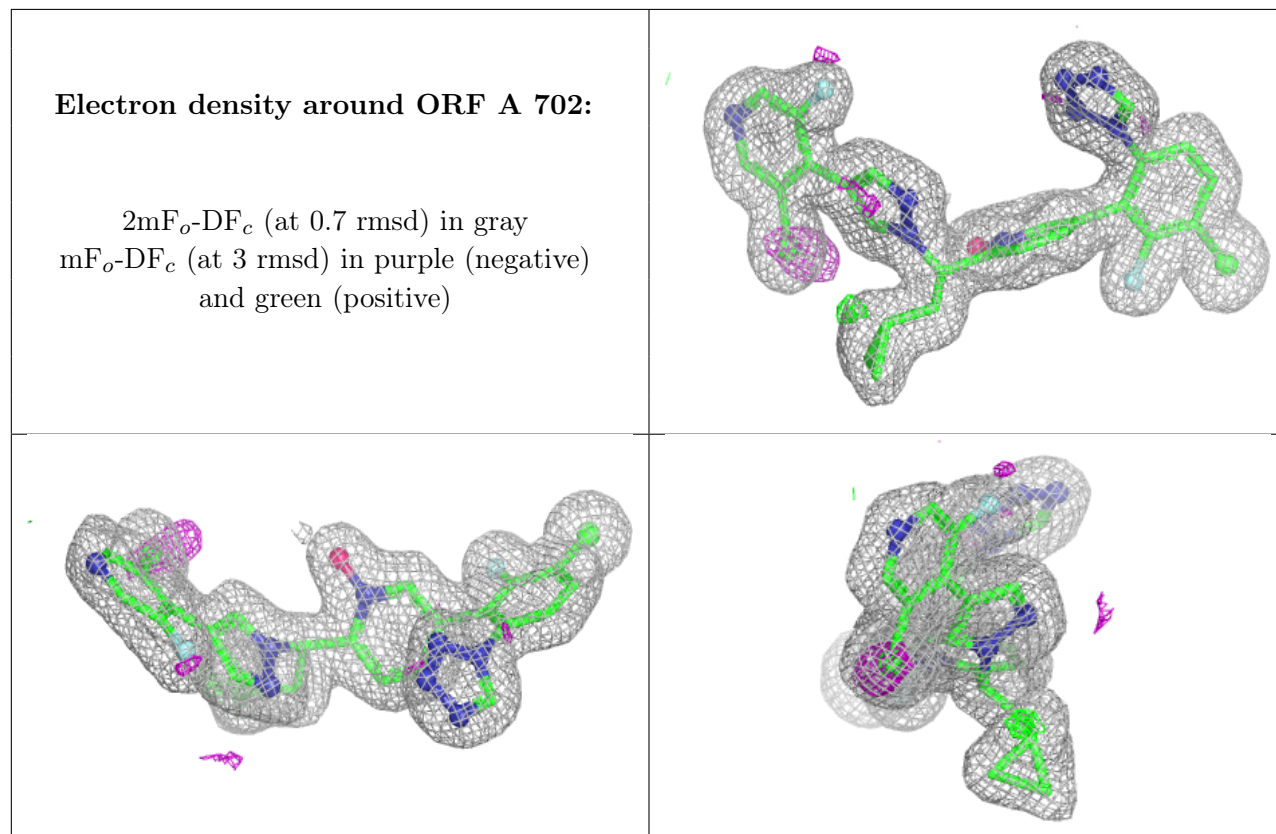 Electron density around ORF A 702:
2mFₒ-DF𝒸 (at 0.7 rmsd) in gray
mFₒ-DF𝒸 (at 3 rmsd) in purple (negative)
and green (positive)